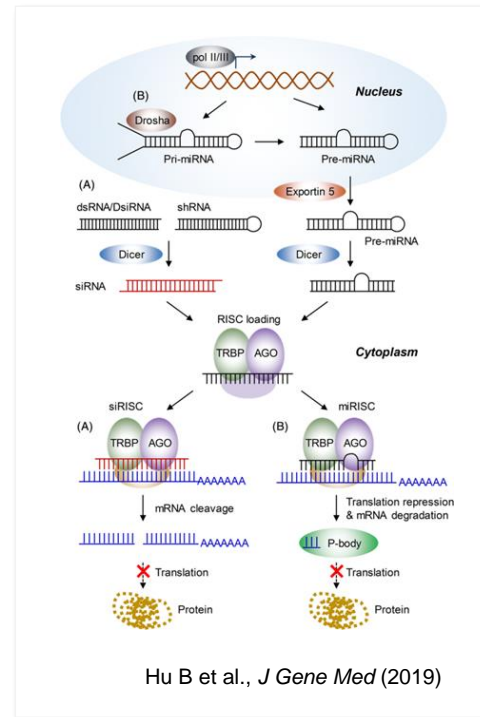 pol II/III
Nucleus
(B)
Drosha
Pri-miRNA
Pre-miRNA
(A)
Exportin 5
dsRNA/DsiRNA
shRNA
Pre-miRNA
Dicer
Dicer
siRNA
RISC loading
TRBP
AGO
Cytoplasm
siRISC
miRISC
(A)
TRBP
AGO
(B)
TRBP
AGO
AAAAAAA
AAAAAAA
mRNA cleavage
Translation repression
& mRNA degradation
AAAAAAA
P-body
Translation
Translation
Protein
Protein
Hu B et al., J Gene Med (2019)